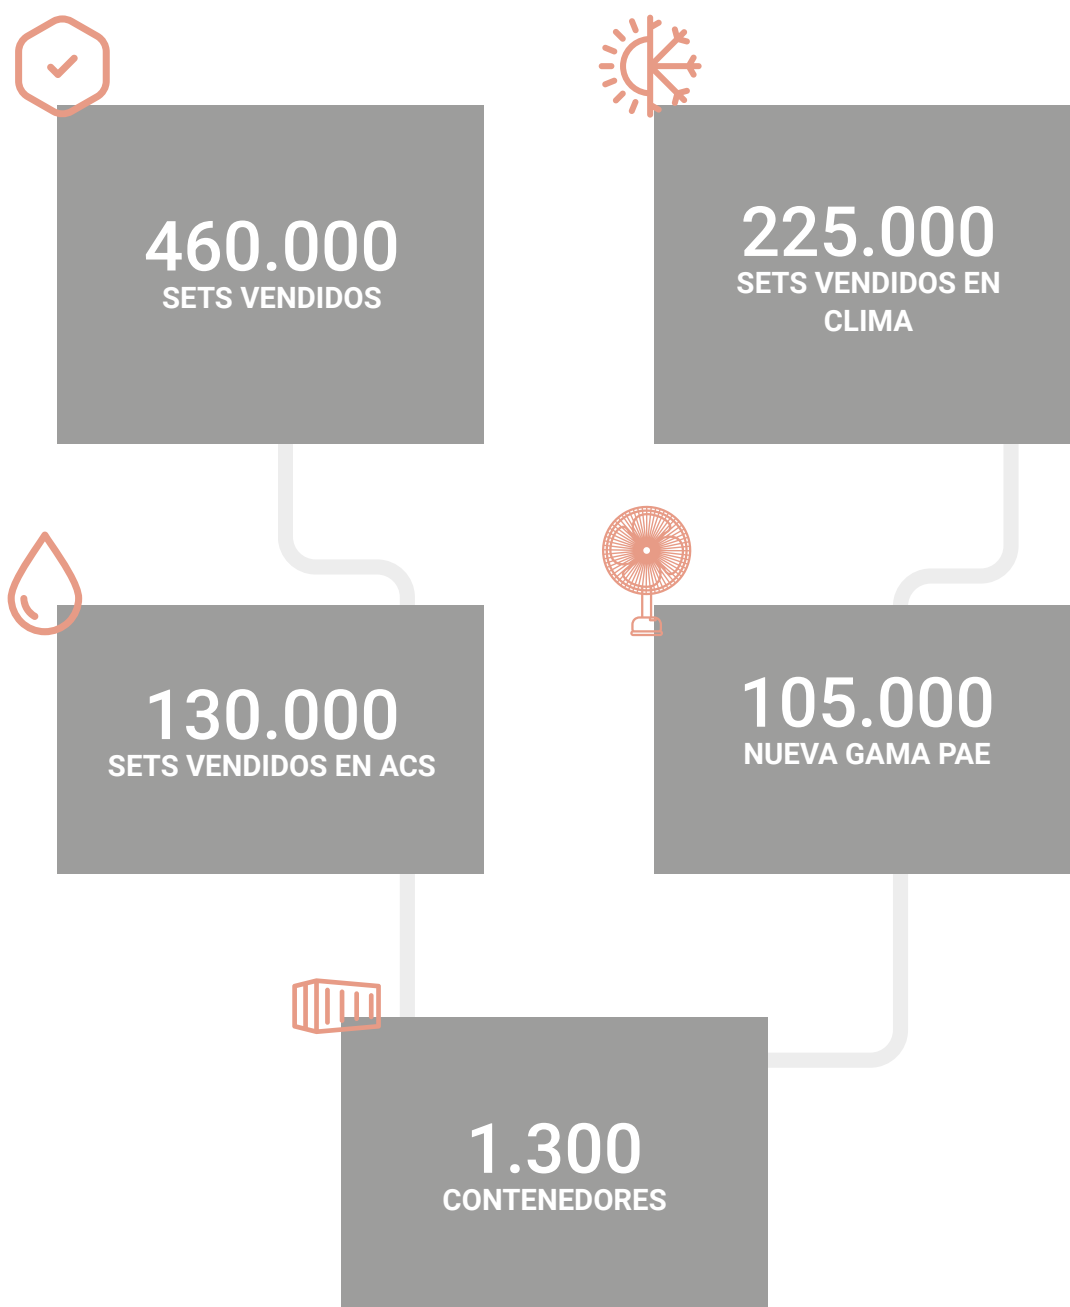 460.000
SETS VENDIDOS
225.000
SETS VENDIDOS EN
CLIMA
130.000
SETS VENDIDOS EN ACS
105.000
NUEVA GAMA PAE
1.300
CONTENEDORES